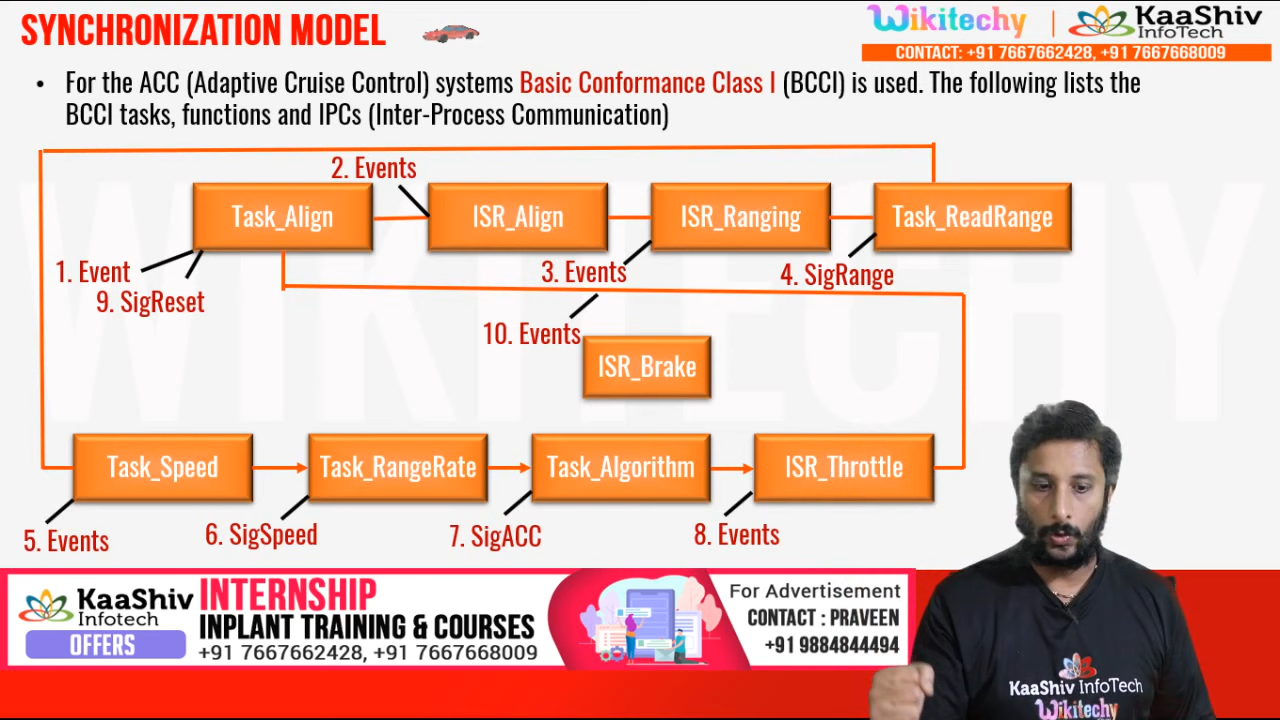 SYNCHRONIZATION MODEL
Wikitechy
KaaShiv
InfoTech
CONTACT: +91 7667662428, +91 7667668009
• For the ACC (Adaptive Cruise Control) systems Basic Conformance Class I (BCCI) is used. The following lists the
BCCI tasks, functions and IPCs (Inter-Process Communication)
2. Events
Task_Align
ISR_Align
ISR_Ranging
Task_ReadRange
1. Event
9. SigReset
3. Events
4. SigRange
10. Events
ISR_Brake
Task_Speed
Task_RangeRate
Task_Algorithm
ISR_Throttle
5. Events
6. SigSpeed
7. SigACC
8. Events
WIKITECHY
KaaShiv
Infotech
OFFERS
INTERNSHIP
INPLANT TRAINING & COURSES
+91 7667662428, +91 7667668009
For Advertisement
CONTACT : PRAVEEN
+91 9884844494
KaaShiv InfoTech
Wikitechy